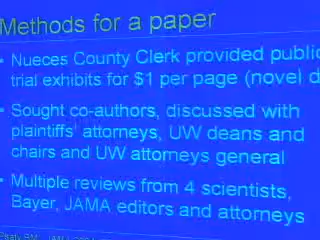 Methods for a paper
• Nueces County Clerk provided public
trial exhibits for $1 per page (novel d
• Sought co-authors, discussed with
plaintiffs' attorneys, UW deans and
chairs and UW attorneys general
• Multiple reviews from 4 scientists,
Bayer, JAMA editors and attorneys